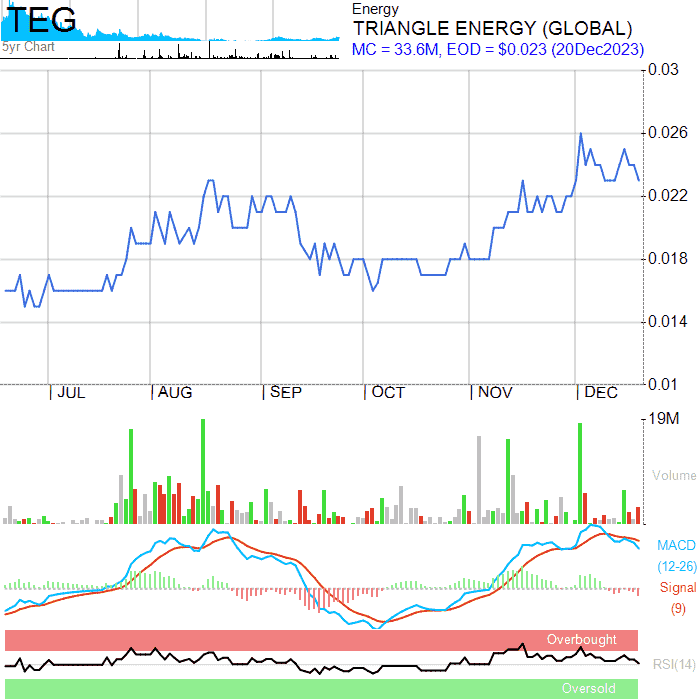 TEG
5yr Chart
Energy
TRIANGLE ENERGY (GLOBAL)
MC = 33.6M, EOD = $0.023 (20Dec2023)
0.03
0.026
0.022
0.018
0.014
0.01
JUL
AUG
SEP
OCT
NOV
DEC
19M
Volume
MACD
(12-26)
Signal
(9)
Overbought
RSI(14)
Oversold